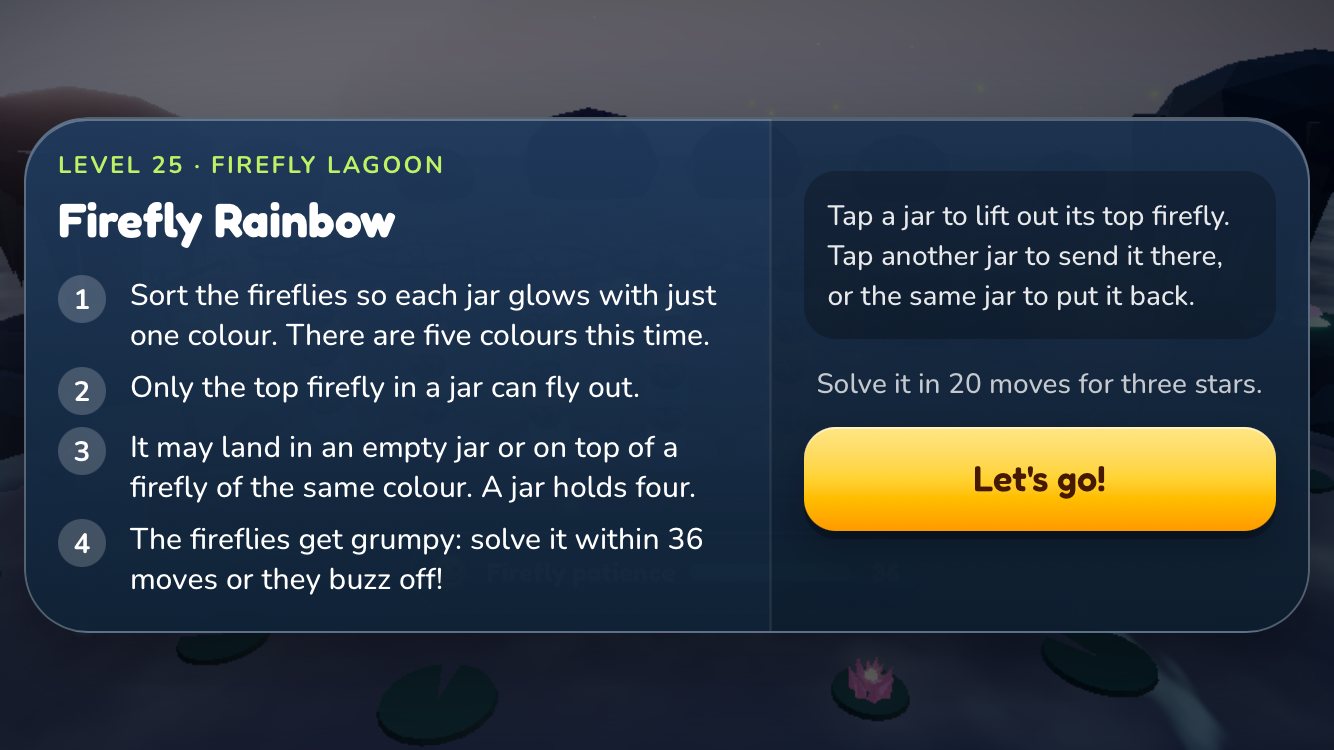 LEVEL 25 · FIREFLY LAGOON
Firefly Rainbow
1 Sort the fireflies so each jar glows with just
one colour. There are five colours this time.
2 Only the top firefly in a jar can fly out.
3 It may land in an empty jar or on top of a
firefly of the same colour. A jar holds four.
4 The fireflies get grumpy: solve it within 36
moves or they buzz off!
Firefly patience
Tap a jar to lift out its top firefly.
Tap another jar to send it there,
or the same jar to put it back.
Solve it in 20 moves for three stars.
Let's go!